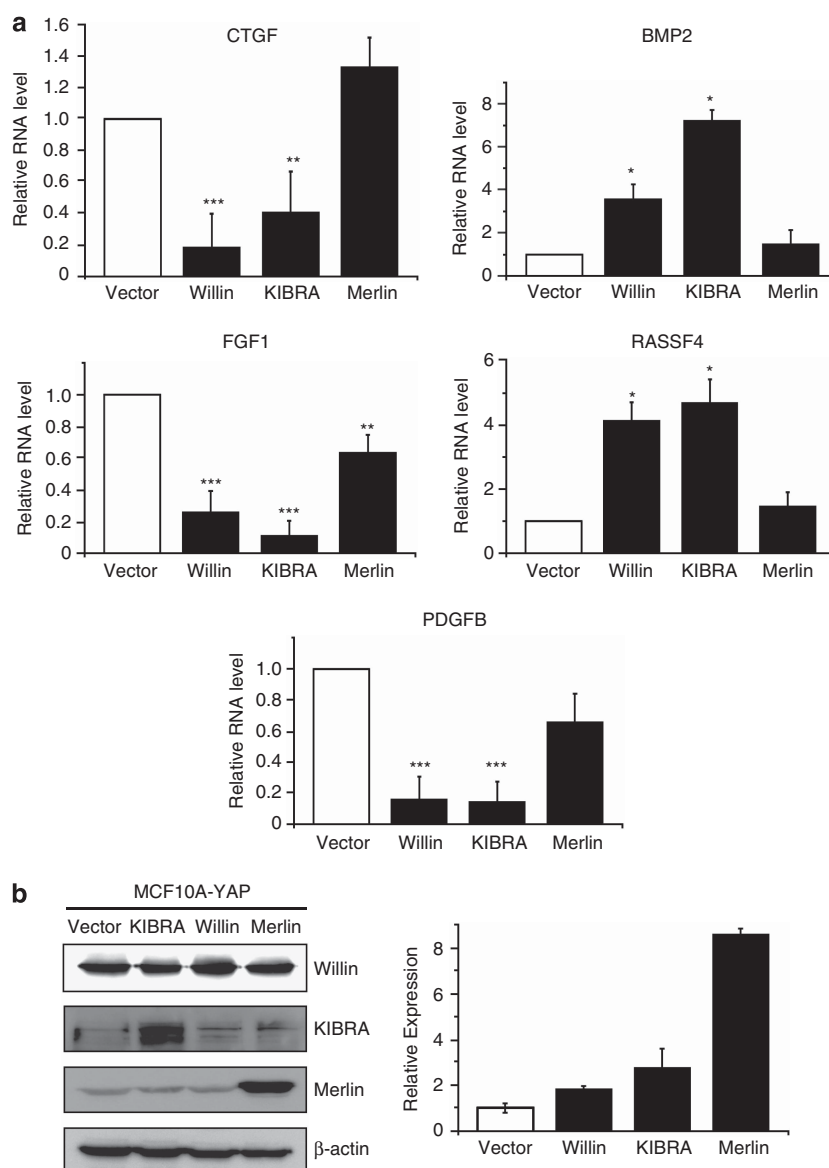 a
CTGF
Relative RNA level
1.6
1.4
1.2
1.0
0.8
0.6
0.4
0.2
0
***
**
Vector Willin KIBRA Merlin
BMP2
Relative RNA level
8
6
4
2
0
*
*
Vector Willin KIBRA Merlin
FGF1
Relative RNA level
1.0
0.8
0.6
0.4
0.2
0
***
***
**
Vector Willin KIBRA Merlin
RASSF4
Relative RNA level
6
4
2
0
*
*
Vector Willin KIBRA Merlin
PDGFB
Relative RNA level
1.0
0.8
0.6
0.4
0.2
0
***
***
Vector Willin KIBRA Merlin
b
MCF10A-YAP
Vector KIBRA Willin Merlin
Willin
KIBRA
Merlin
β-actin
Relative Expression
8
6
4
2
0
Vector Willin KIBRA Merlin